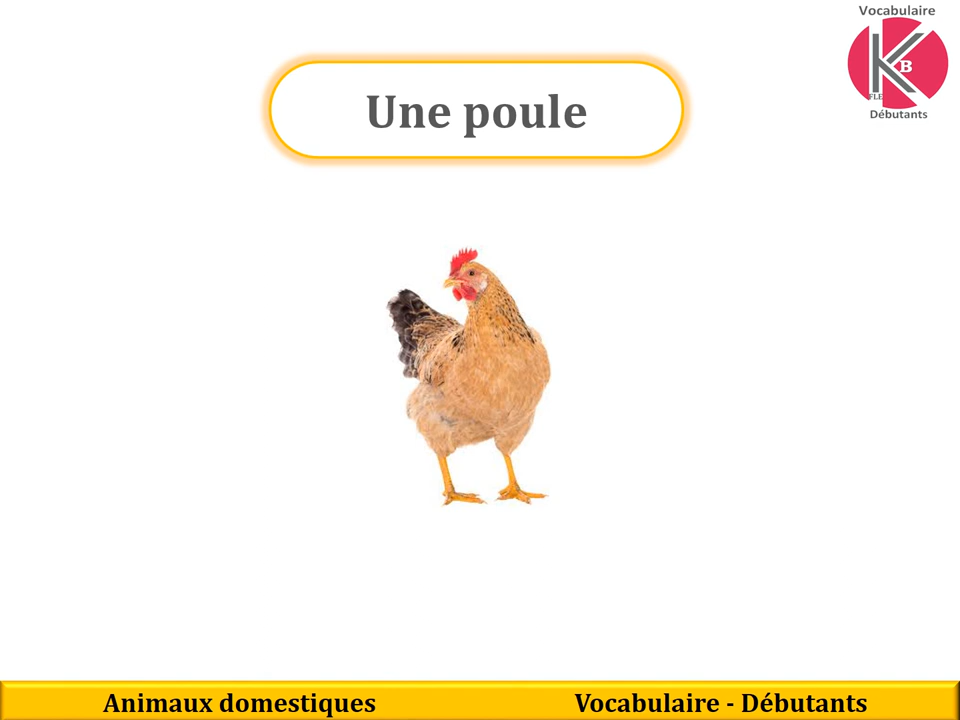 Vocabulaire
K
B
FLE
Débutants
Une poule
Animaux domestiques Vocabulaire - Débutants